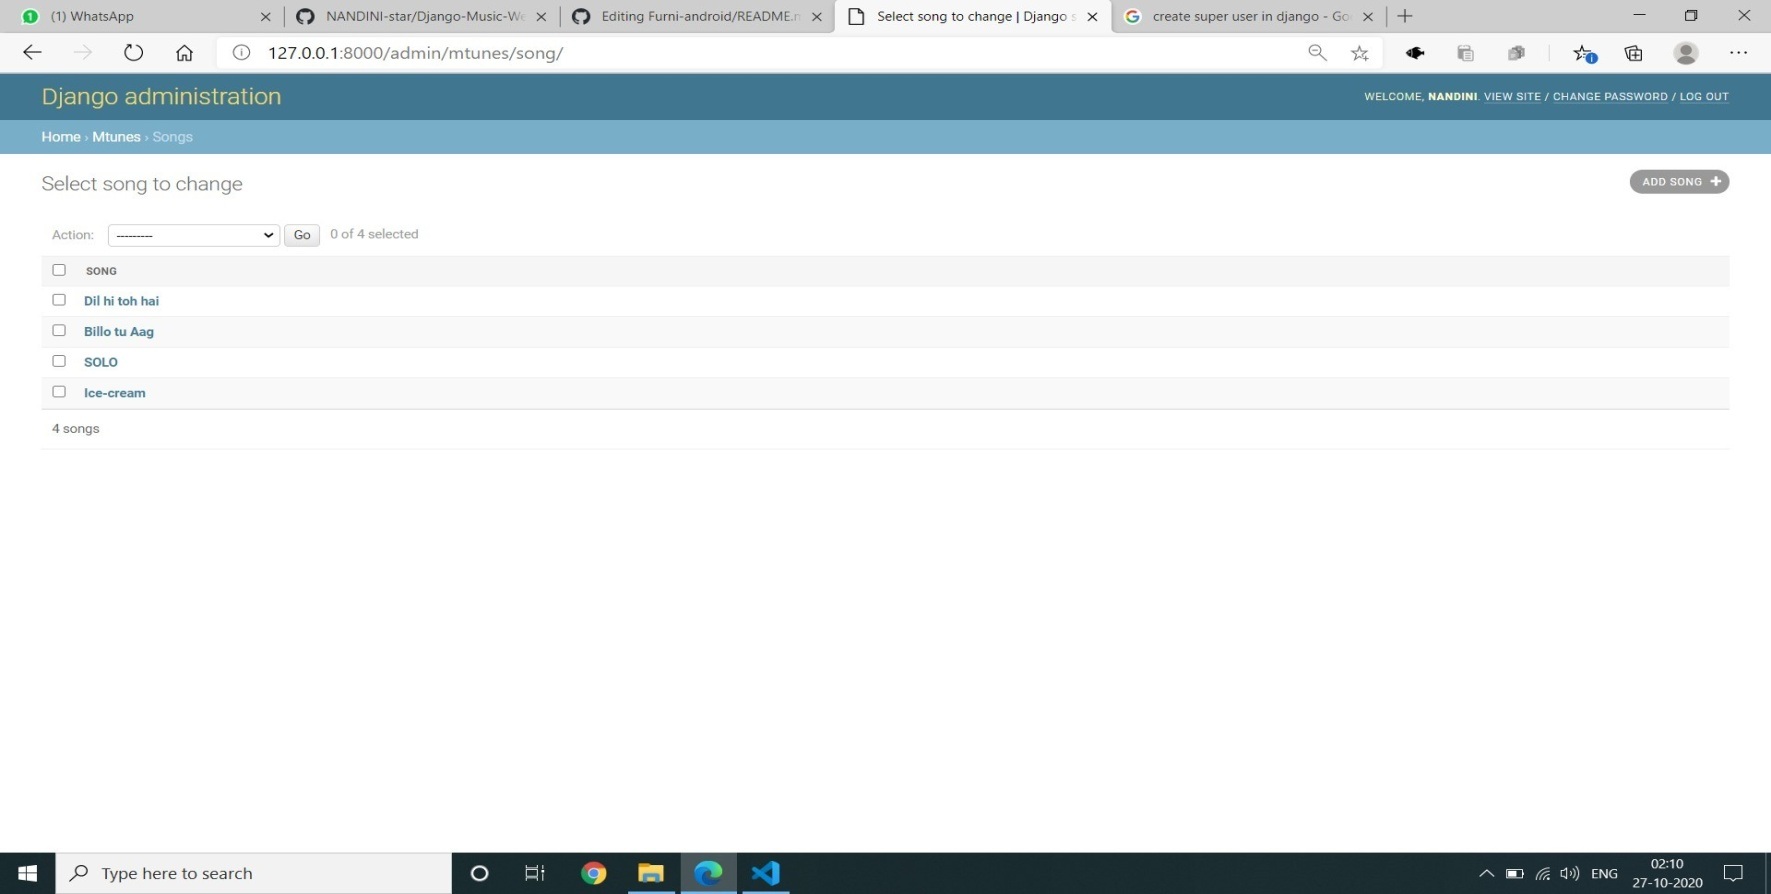 (1) WhatsApp
NANDINI-star/Django-Music-We
Editing Furni-android/README.m
Select song to change | Django s
create super user in django - Go
127.0.0.1:8000/admin/mtunes/song/
Django administration
WELCOME, NANDINI. VIEW SITE / CHANGE PASSWORD / LOG OUT
Home › Mtunes › Songs
Select song to change
ADD SONG +
Action: --------- Go 0 of 4 selected
SONG
Dil hi toh hai
Billo tu Aag
SOLO
Ice-cream
4 songs
Type here to search
ENG
02:10
27-10-2020